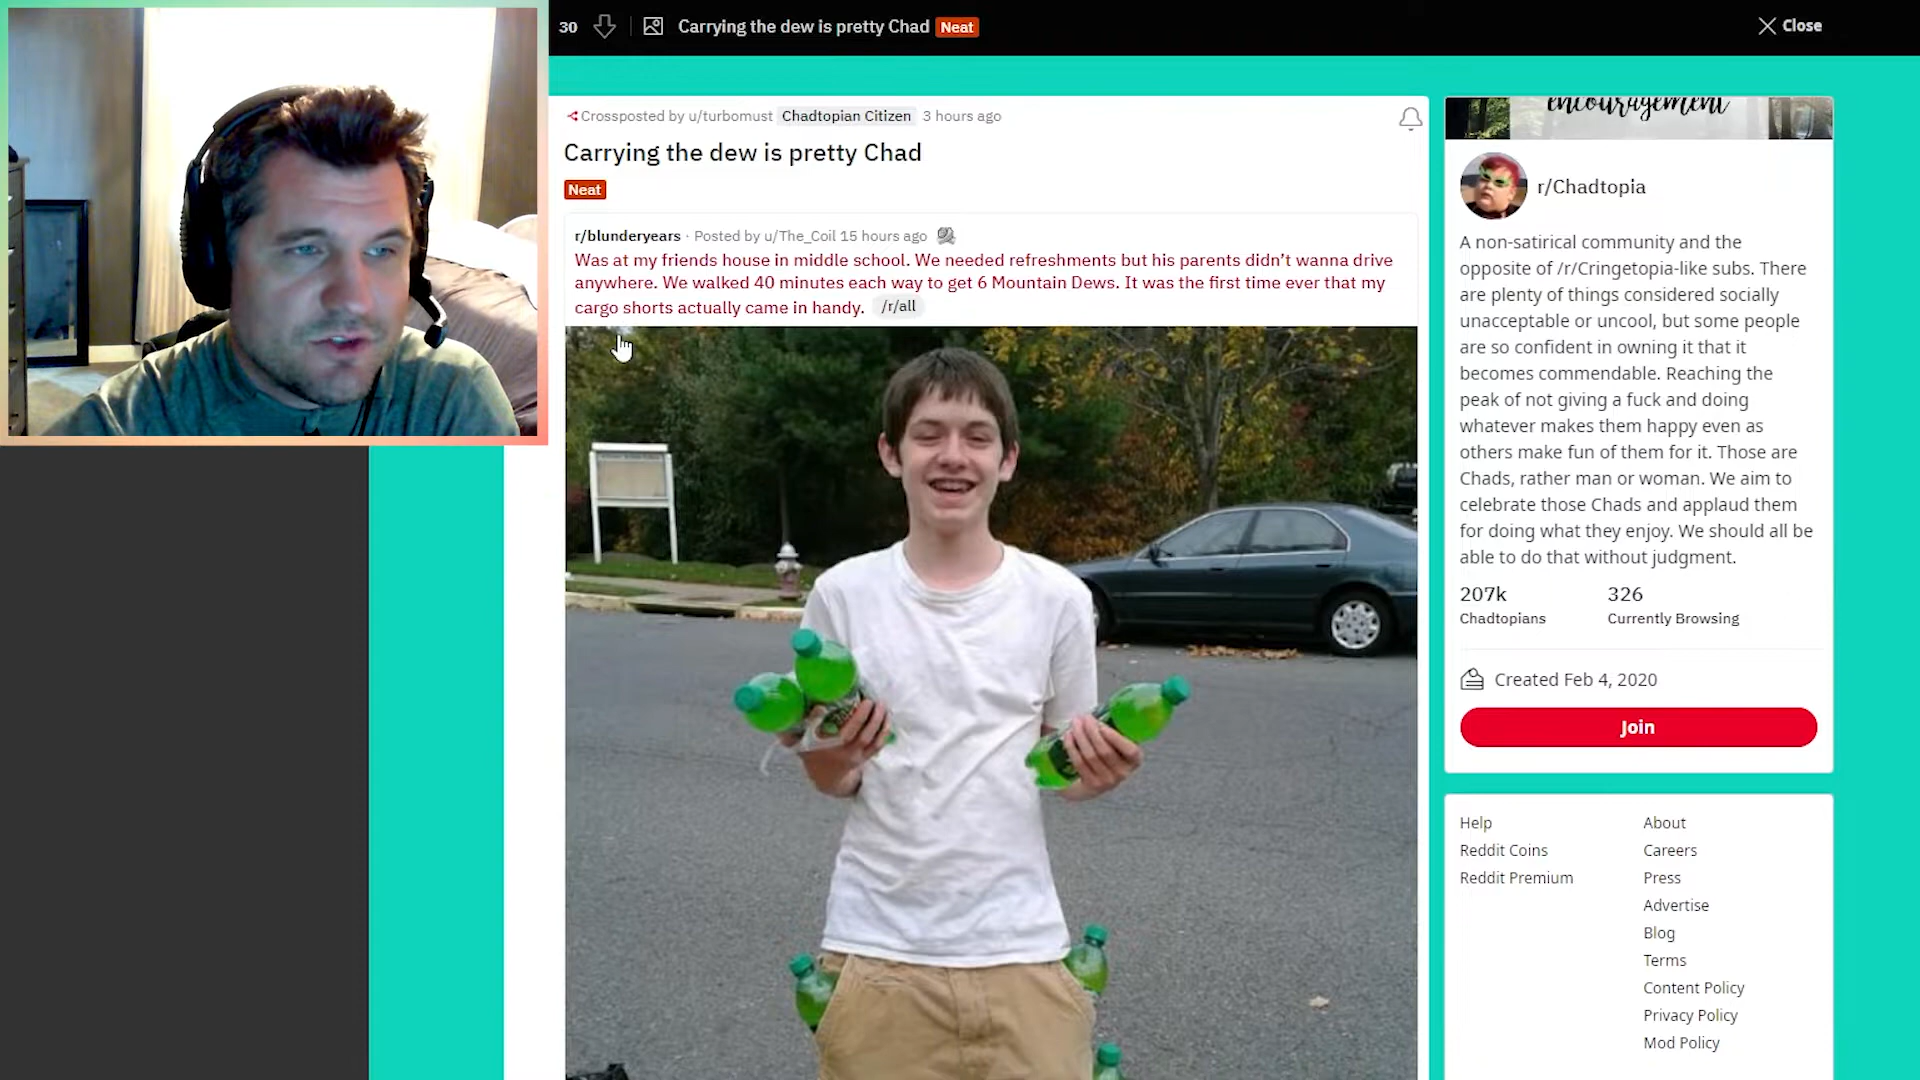 30
Carrying the dew is pretty Chad Neat
Close
Crossposted by u/turbomust Chadtopian Citizen 3 hours ago
Carrying the dew is pretty Chad
Neat
r/blunderyears · Posted by u/The_Coil 15 hours ago
Was at my friends house in middle school. We needed refreshments but his parents didn’t wanna drive
anywhere. We walked 40 minutes each way to get 6 Mountain Dews. It was the first time ever that my
cargo shorts actually came in handy. /r/all
encouragement
r/Chadtopia
A non-satirical community and the
opposite of /r/Cringetopia-like subs. There
are plenty of things considered socially
unacceptable or uncool, but some people
are so confident in owning it that it
becomes commendable. Reaching the
peak of not giving a fuck and doing
whatever makes them happy even as
others make fun of them for it. Those are
Chads, rather man or woman. We aim to
celebrate those Chads and applaud them
for doing what they enjoy. We should all be
able to do that without judgment.
207k
Chadtopians
326
Currently Browsing
Created Feb 4, 2020
Join
Help
Reddit Coins
Reddit Premium
About
Careers
Press
Advertise
Blog
Terms
Content Policy
Privacy Policy
Mod Policy